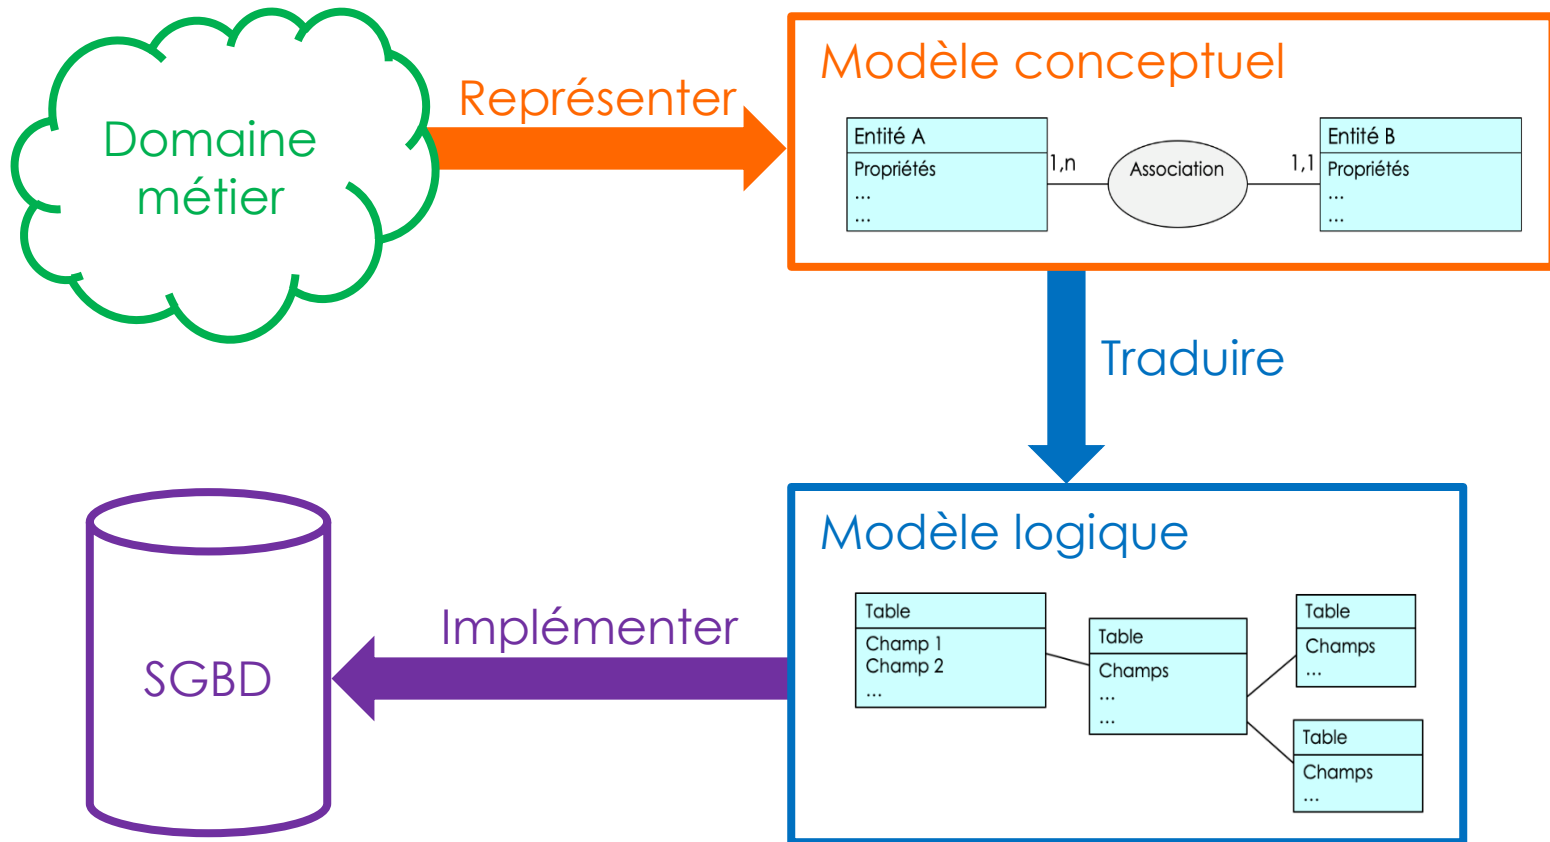 Domaine
métier
Représenter
Modèle conceptuel
Entité A
Propriétés
...
...
1,n
Association
1,1
Entité B
Propriétés
...
...
Traduire
Modèle logique
Table
Champ 1
Champ 2
...
Table
Champs
...
...
Table
Champs
...
Table
Champs
...
Implémenter
SGBD